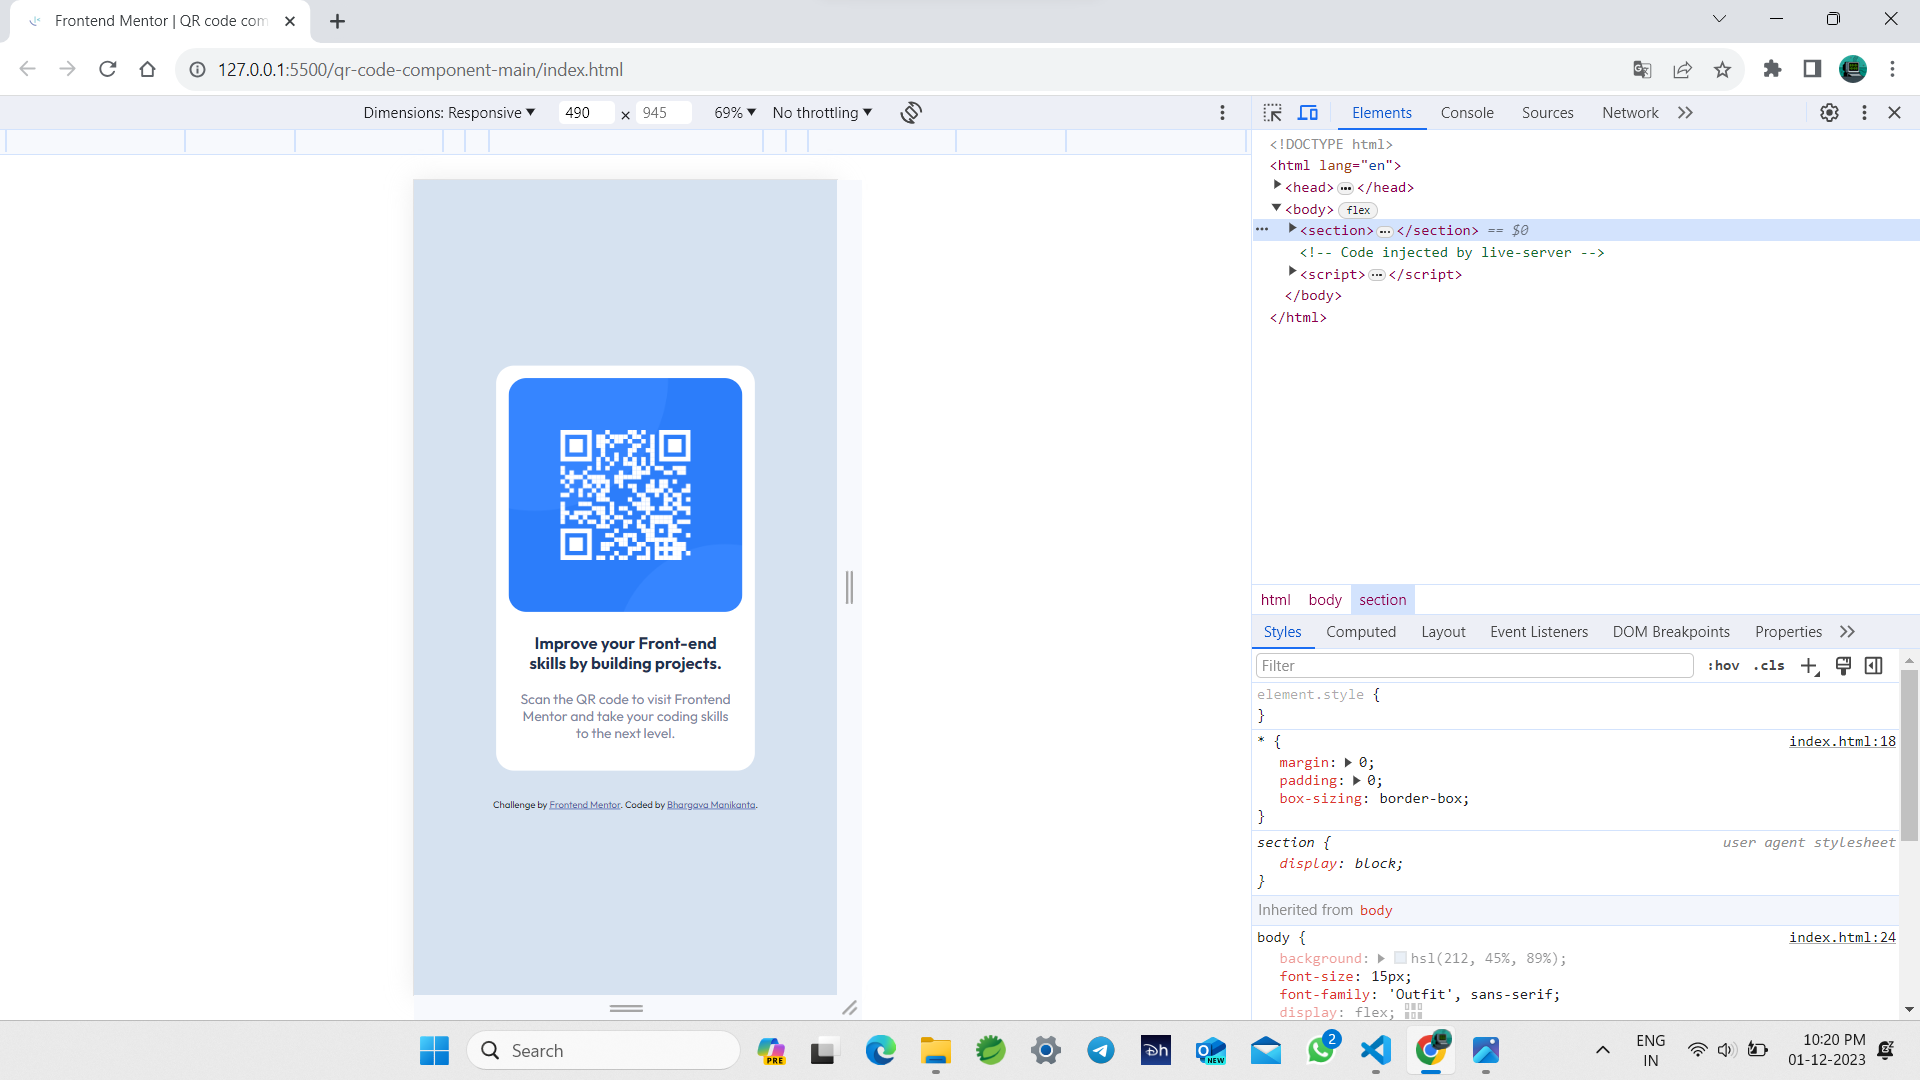 Frontend Mentor | QR code com
127.0.0.1:5500/qr-code-component-main/index.html
Dimensions: Responsive 490 × 945 69% No throttling
Elements Console Sources Network
<!DOCTYPE html>
<html lang="en">
<head> ••• </head>
<body> flex
••• <section> ••• </section> == $0
<!-- Code injected by live-server -->
<script> ••• </script>
</body>
</html>
Improve your Front-end
skills by building projects.
Scan the QR code to visit Frontend
Mentor and take your coding skills
to the next level.
Challenge by Frontend Mentor. Coded by Bhargava Manikanta.
html body section
Styles Computed Layout Event Listeners DOM Breakpoints Properties
Filter :hov .cls
element.style {
}
* { index.html:18
margin: 0;
padding: 0;
box-sizing: border-box;
}
section { user agent stylesheet
display: block;
}
Inherited from body
body { index.html:24
background: hsl(212, 45%, 89%);
font-size: 15px;
font-family: 'Outfit', sans-serif;
display: flex;
Search
PRE
Dh
NEW
2
ENG
IN
10:20 PM
01-12-2023